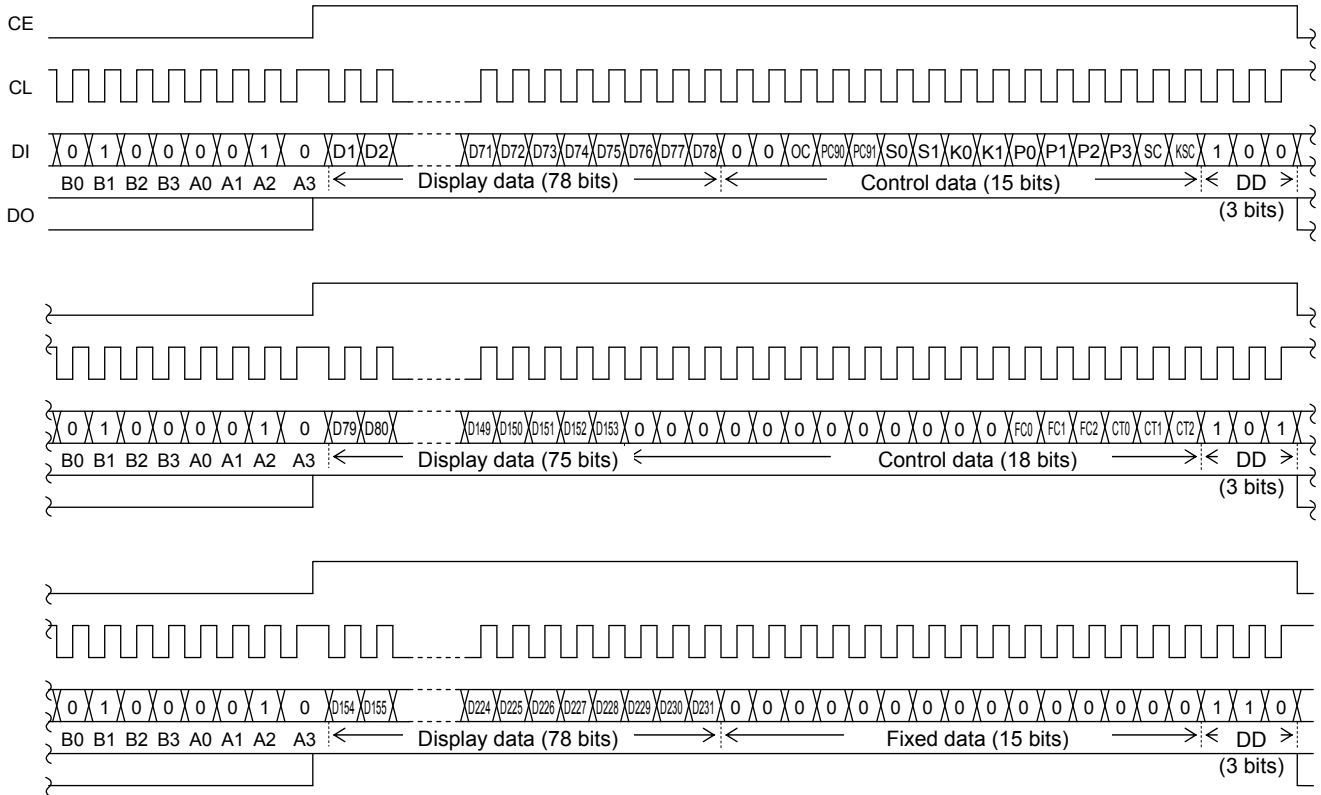 CE
CL
DI 0 1 0 0 0 0 1 0 D1 D2 D71 D72 D73 D74 D75 D76 D77 D78 0 0 OC PC90 PC91 S0 S1 K0 K1 P0 P1 P2 P3 SC KSC 1 0 0
B0 B1 B2 B3 A0 A1 A2 A3 Display data (78 bits) Control data (15 bits) DD
(3 bits)
DO
0 1 0 0 0 0 1 0 D79 D80 D149 D150 D151 D152 D153 0 0 0 0 0 0 0 0 0 0 0 0 FC0 FC1 FC2 CT0 CT1 CT2 1 0 1
B0 B1 B2 B3 A0 A1 A2 A3 Display data (75 bits) Control data (18 bits) DD
(3 bits)
0 1 0 0 0 0 1 0 D154 D155 D224 D225 D226 D227 D228 D229 D230 D231 0 0 0 0 0 0 0 0 0 0 0 0 0 0 0 1 1 0
B0 B1 B2 B3 A0 A1 A2 A3 Display data (78 bits) Fixed data (15 bits) DD
(3 bits)